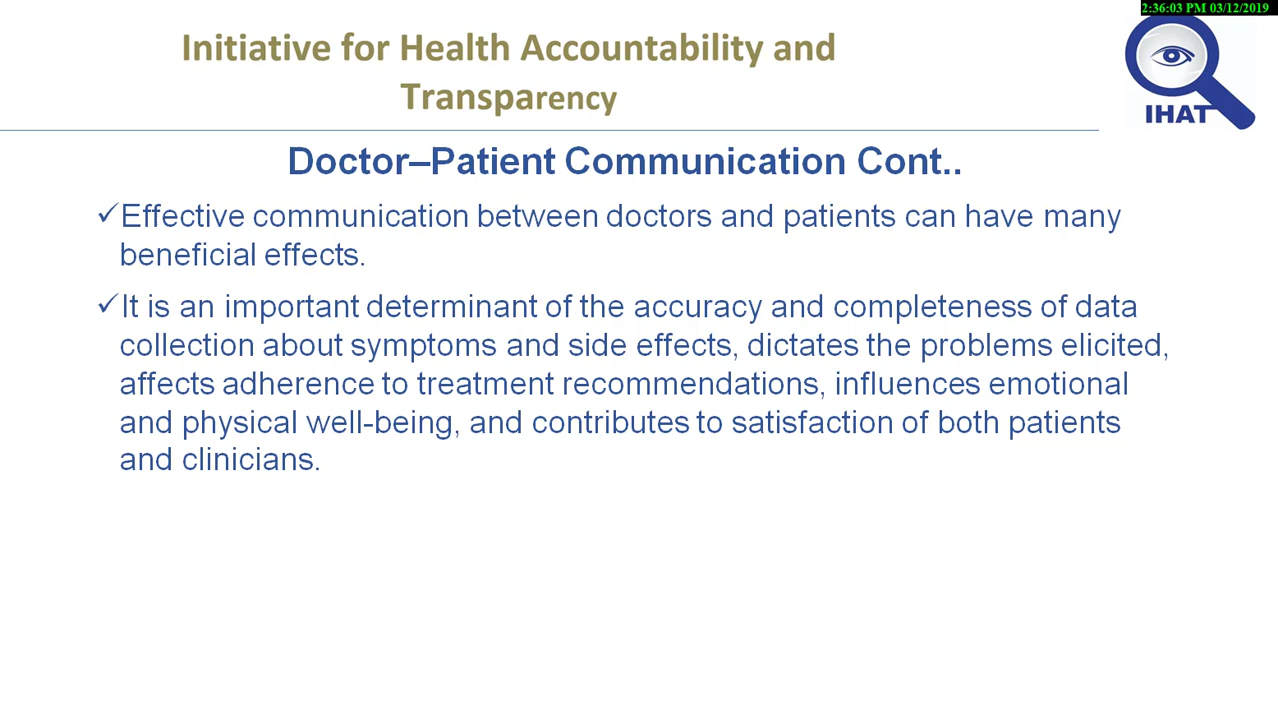 2:36:03 PM 03/12/2019
Initiative for Health Accountability and
Transparency
IHAT
Doctor–Patient Communication Cont..
✓Effective communication between doctors and patients can have many
beneficial effects.
✓It is an important determinant of the accuracy and completeness of data
collection about symptoms and side effects, dictates the problems elicited,
affects adherence to treatment recommendations, influences emotional
and physical well-being, and contributes to satisfaction of both patients
and clinicians.